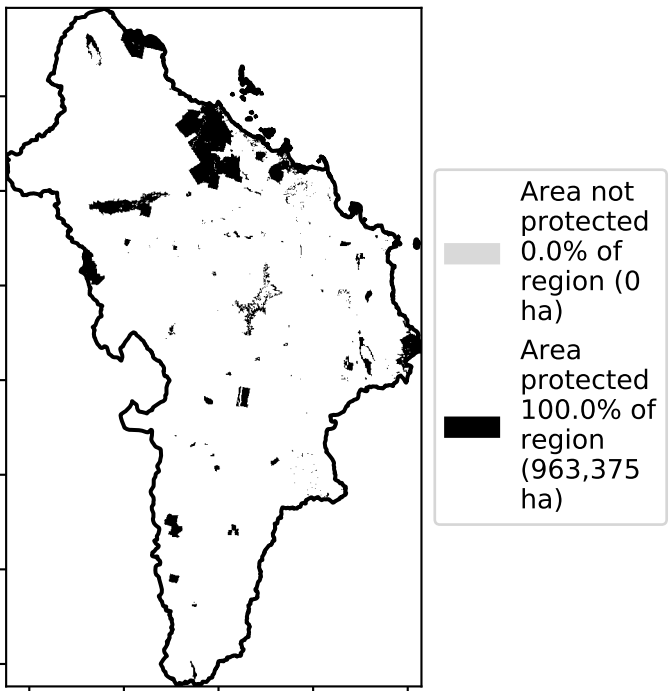 Area not
protected
0.0% of
region (0
ha)
Area
protected
100.0% of
region
(963,375
ha)